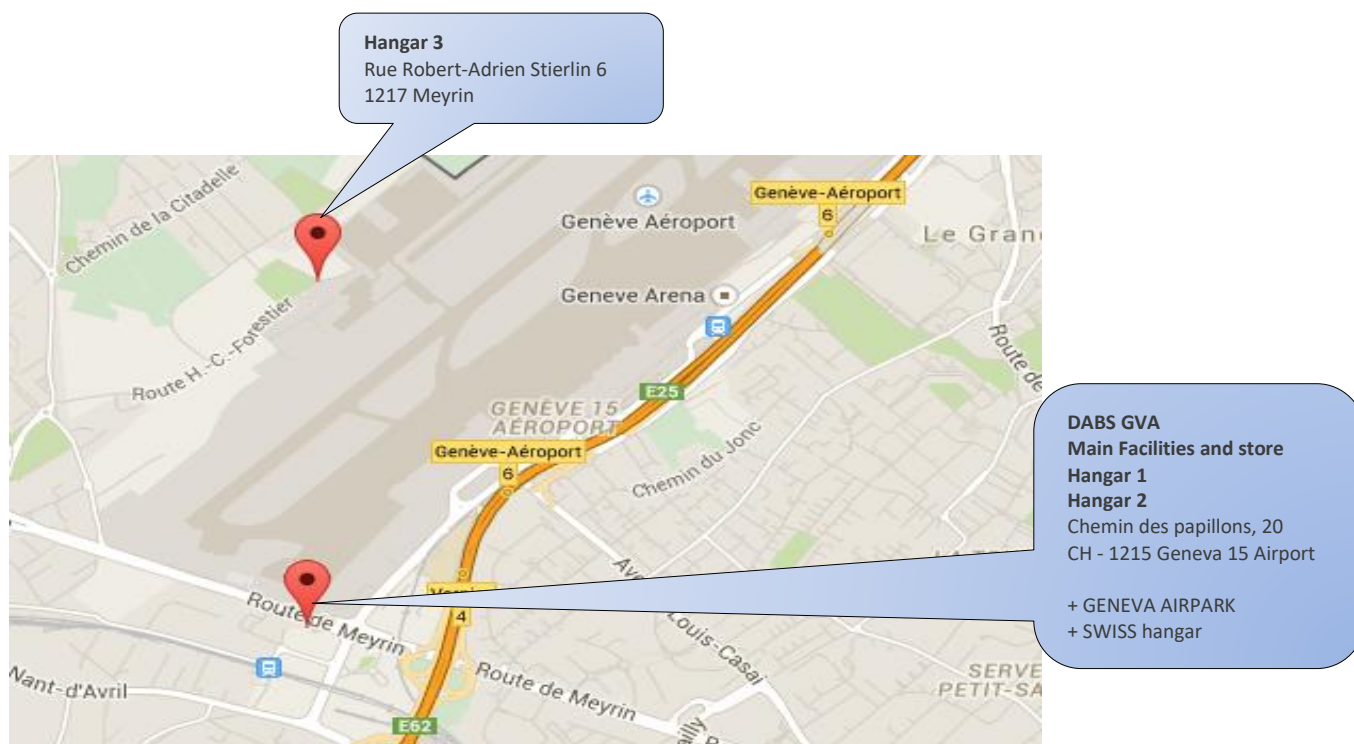 Hangar 3
Rue Robert-Adrien Stierlin 6
1217 Meyrin
Chemin de la Citadelle
Genève Aéroport
Genève-Aéroport
6
Le Gran
Geneve Arena
Route H.-C.-Forestier
Route de
E25
GENÈVE 15
AÉROPORT
Genève-Aéroport
6
Chemin du Jonc
DABS GVA
Main Facilities and store
Hangar 1
Hangar 2
Chemin des papillons, 20
CH - 1215 Geneva 15 Airport
+ GENEVA AIRPARK
+ SWISS hangar
4
Route de Meyrin
Louis-Casaï
Route de Meyrin
Nant-d'Avril
SERVE
PETIT-SA
E62